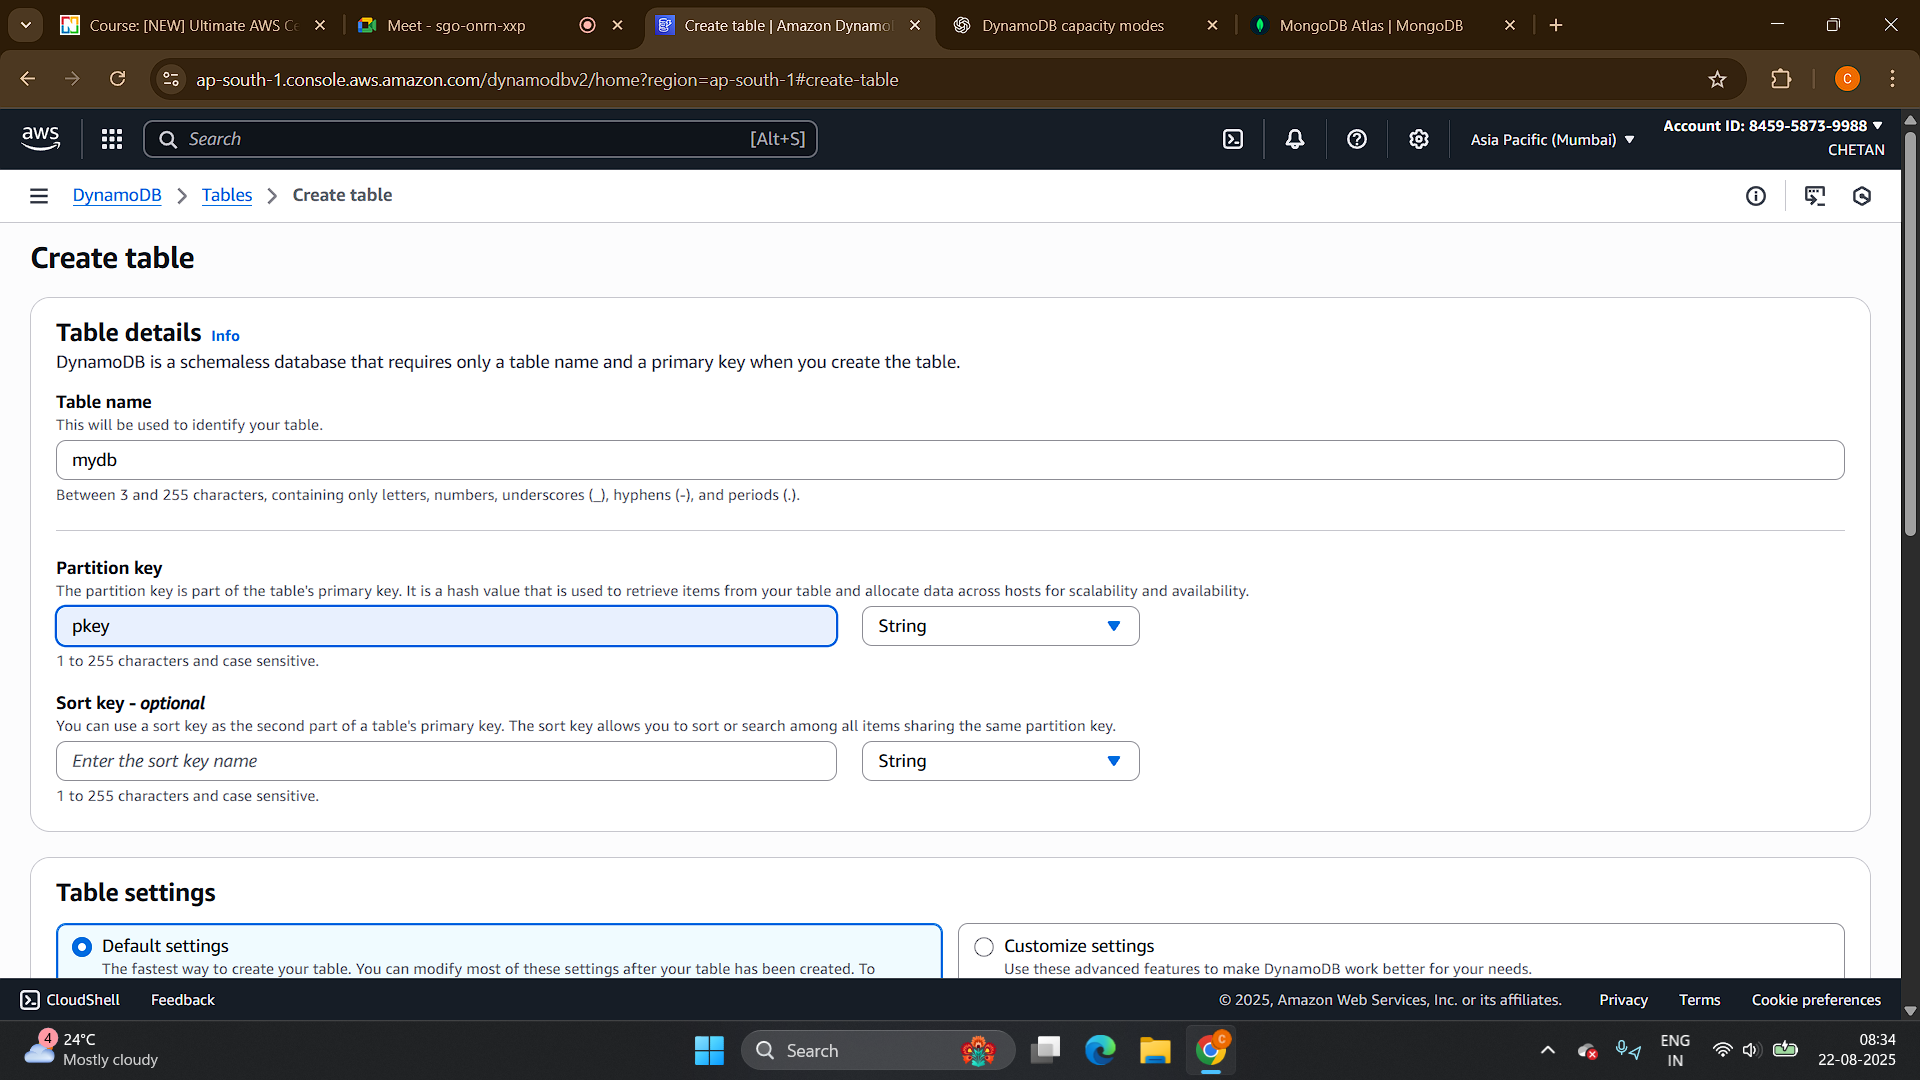 Course: [NEW] Ultimate AWS Ce
Meet - sgo-onrn-xxp
Create table | Amazon Dynamo
DynamoDB capacity modes
MongoDB Atlas | MongoDB
ap-south-1.console.aws.amazon.com/dynamodbv2/home?region=ap-south-1#create-table
C
aws
Search
[Alt+S]
Asia Pacific (Mumbai)
Account ID: 8459-5873-9988
CHETAN
DynamoDB
Tables
Create table
Create table
Table details Info
DynamoDB is a schemaless database that requires only a table name and a primary key when you create the table.
Table name
This will be used to identify your table.
mydb
Between 3 and 255 characters, containing only letters, numbers, underscores (_), hyphens (-), and periods (.).
Partition key
The partition key is part of the table's primary key. It is a hash value that is used to retrieve items from your table and allocate data across hosts for scalability and availability.
pkey
String
1 to 255 characters and case sensitive.
Sort key - optional
You can use a sort key as the second part of a table's primary key. The sort key allows you to sort or search among all items sharing the same partition key.
Enter the sort key name
String
1 to 255 characters and case sensitive.
Table settings
Default settings
The fastest way to create your table. You can modify most of these settings after your table has been created. To
Customize settings
Use these advanced features to make DynamoDB work better for your needs.
CloudShell
Feedback
© 2025, Amazon Web Services, Inc. or its affiliates.
Privacy
Terms
Cookie preferences
4
24°C
Mostly cloudy
Search
C
ENG
IN
08:34
22-08-2025